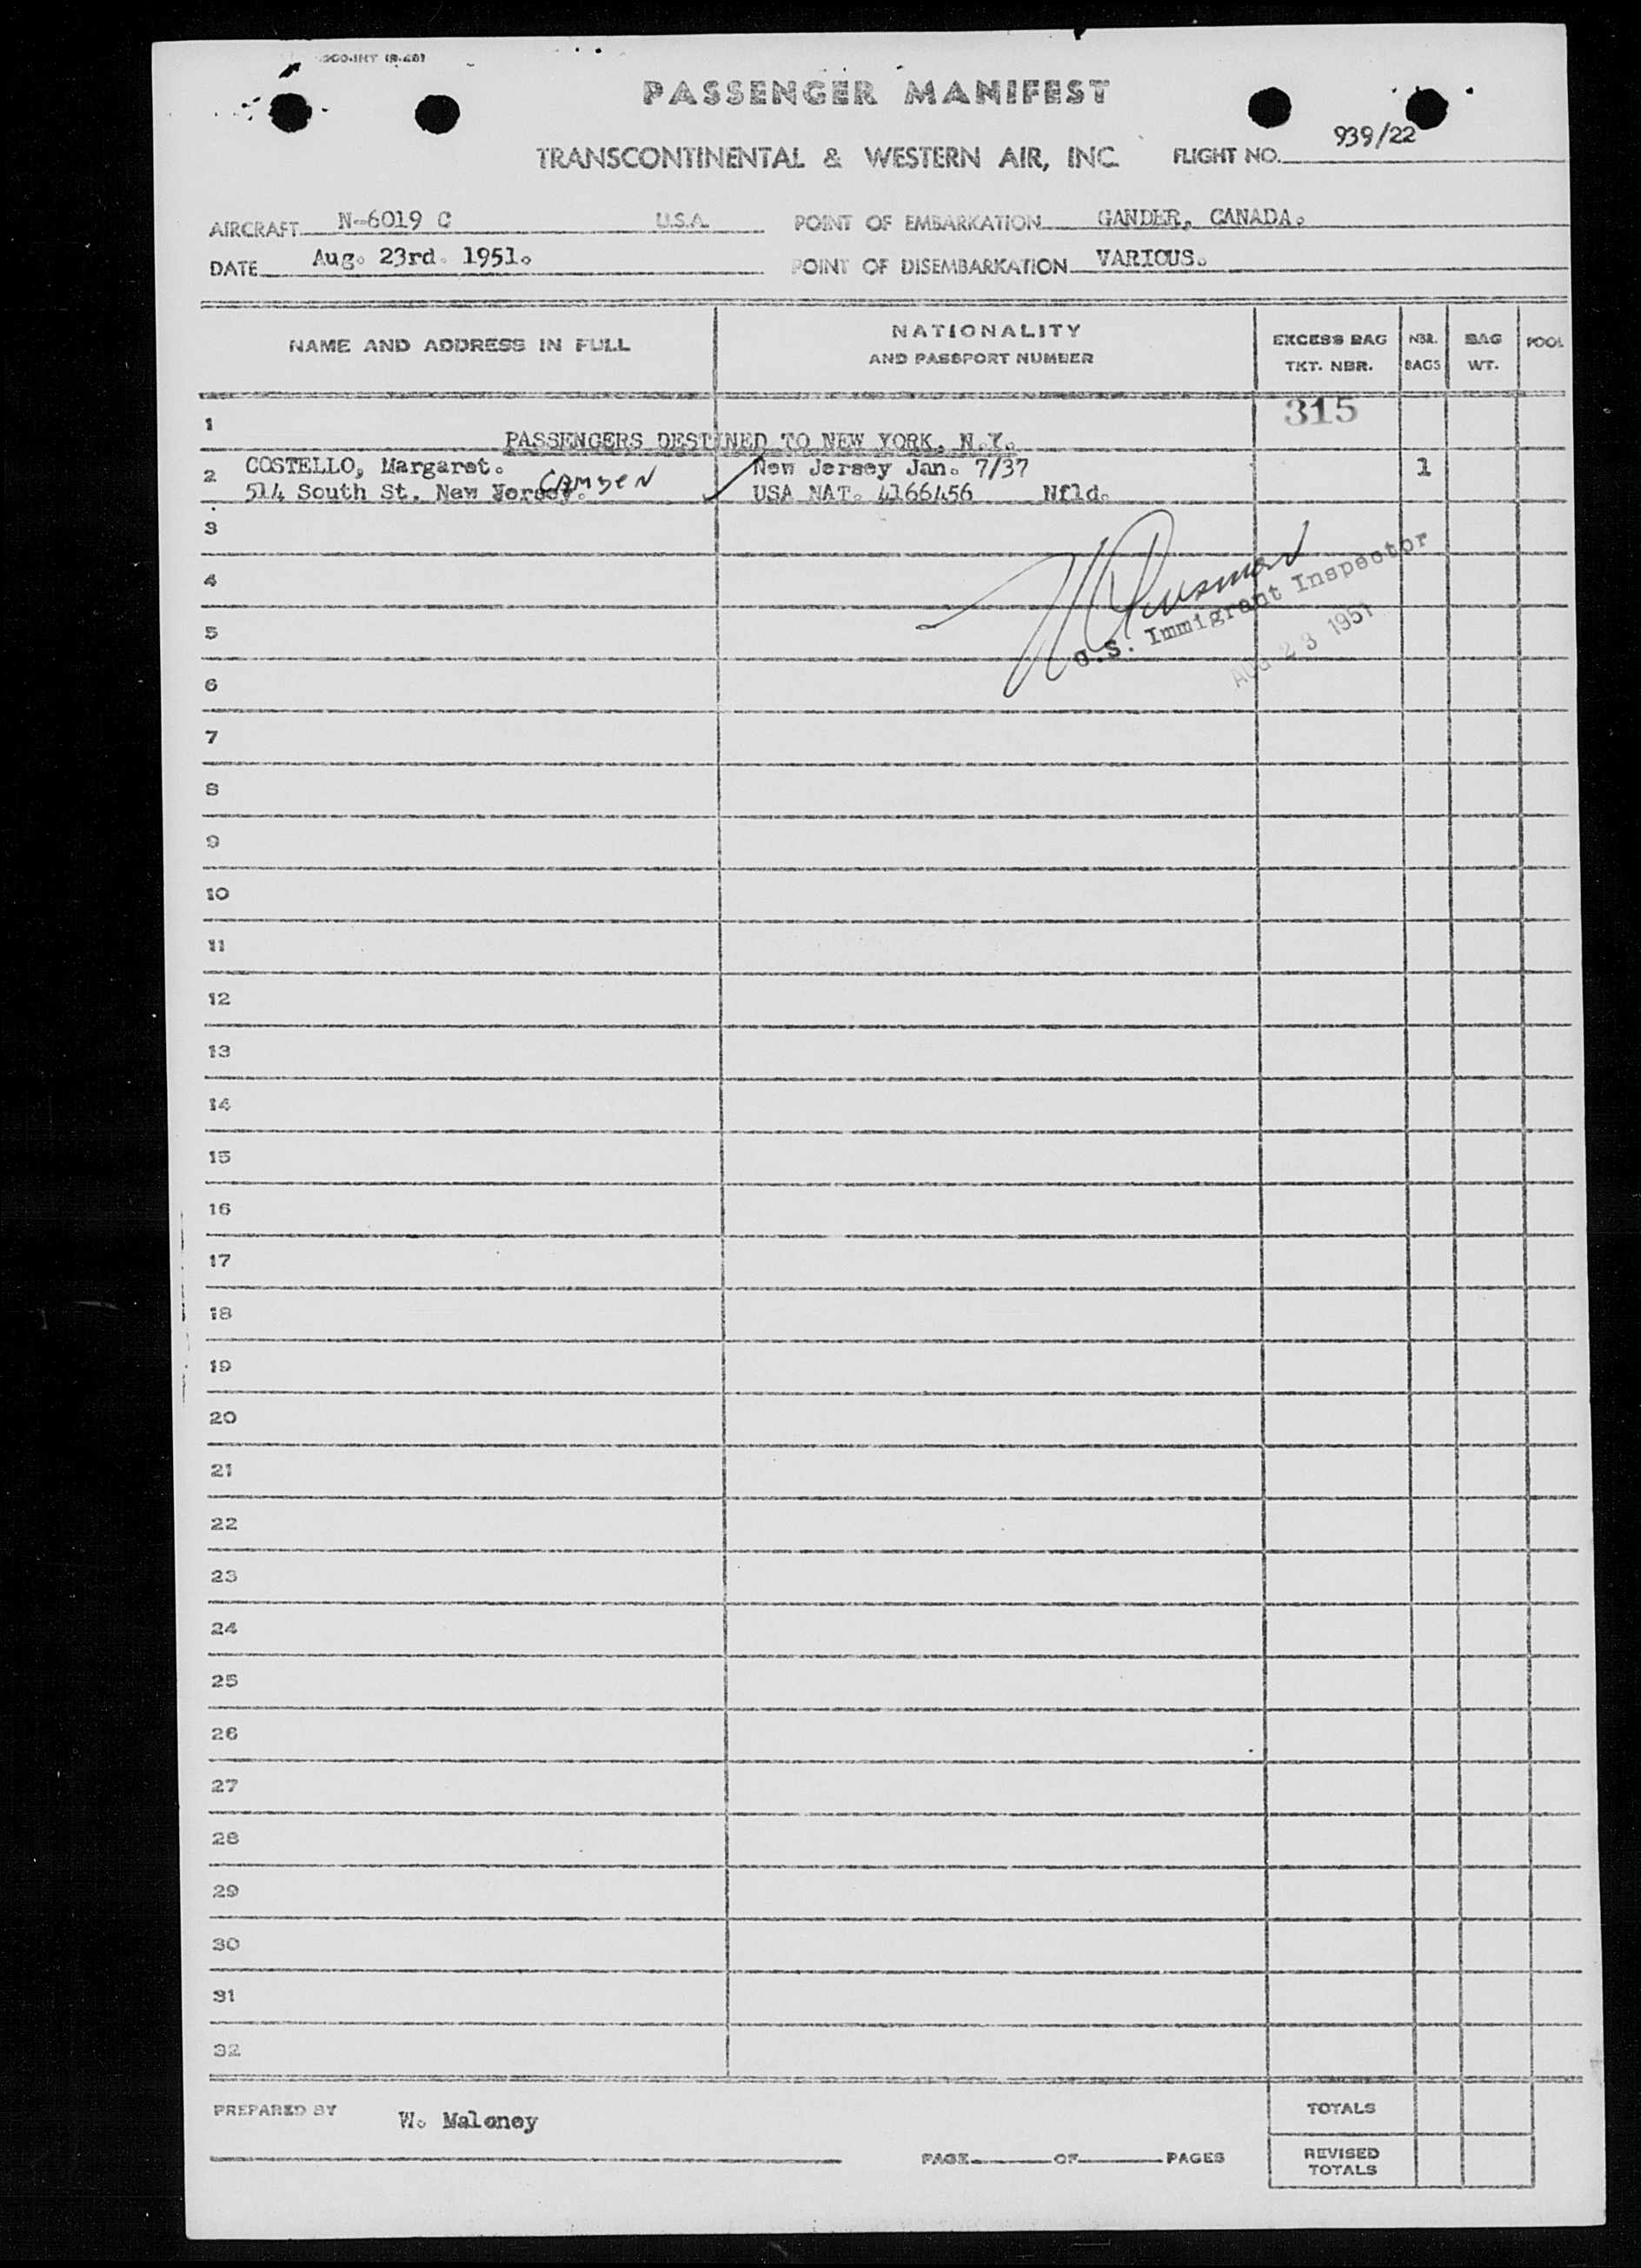 PASSENGER MANIFEST
TRANSCONTINENTAL & WESTERN AIR, INC. FLIGHT NO. 939/22
AIRCRAFT N-6019 C U.S.A. POINT OF EMBARKATION GANDER, CANADA.
DATE Aug. 23rd. 1951. POINT OF DISEMBARKATION VARIOUS.
NAME AND ADDRESS IN FULL
NATIONALITY
AND PASSPORT NUMBER
EXCESS BAG
TKT. NBR.
NBR.
BAGS
BAG
WT.
POOL
1
315
PASSENGERS DESTINED TO NEW YORK, N.Y.
2
COSTELLO, Margaret. New Jersey Jan. 7/37 1
514 South St. New Jersey. CAMDEN USA NAT. 4166456 Nfld.
3
4
U.S. Immigrant Inspector
5
AUG 23 1951
6
7
8
9
10
11
12
13
14
15
16
17
18
19
20
21
22
23
24
25
26
27
28
29
30
31
32
PREPARED BY W. Maloney
TOTALS
PAGE OF PAGES
REVISED
TOTALS